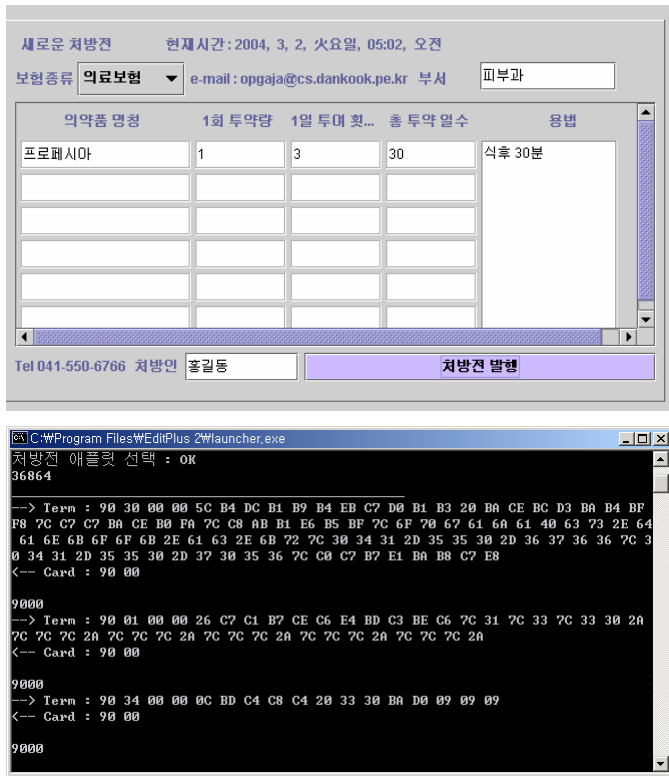 새로운 처방전 현재시간 : 2004, 3, 2, 火요일, 05:02, 오전
보험종류 의료보험 e-mail : opgaja@cs.dankook.pe.kr 부서 피부과
의약품 명칭 1회 투약량 1일 투여 횟... 총 투약 일수 용법
프로페시아 1 3 30 식후 30분
Tel 041-550-6766 처방인 홍길동 처방전 발행
C:\Program Files\EditPlus 2\launcher.exe
처방전 애플릿 선택 : OK
36864
--> Term : 90 30 00 00 5C B4 DC B1 B9 B4 EB C7 D0 B1 B3 20 BA CE BC D3 BA B4 BF
F8 7C C7 C7 BA CE B0 FA 7C C8 AB B1 E6 B5 BF 7C 6F 70 67 61 6A 61 40 63 73 2E 64
61 6E 6B 6F 6F 6B 2E 61 63 2E 6B 72 7C 30 34 31 2D 35 35 30 2D 36 37 36 36 7C 3
0 34 31 2D 35 35 30 2D 37 30 35 36 7C C0 C7 B7 E1 BA B8 C7 E8
<-- Card : 90 00
9000
--> Term : 90 01 00 00 26 C7 C1 B7 CE C6 E4 BD C3 BE C6 7C 31 7C 33 7C 33 30 2A
7C 7C 7C 2A 7C 7C 7C 2A 7C 7C 7C 2A 7C 7C 7C 2A 7C 7C 7C 2A
<-- Card : 90 00
9000
--> Term : 90 34 00 00 0C BD C4 C8 C4 20 33 30 BA D0 09 09 09
<-- Card : 90 00
9000